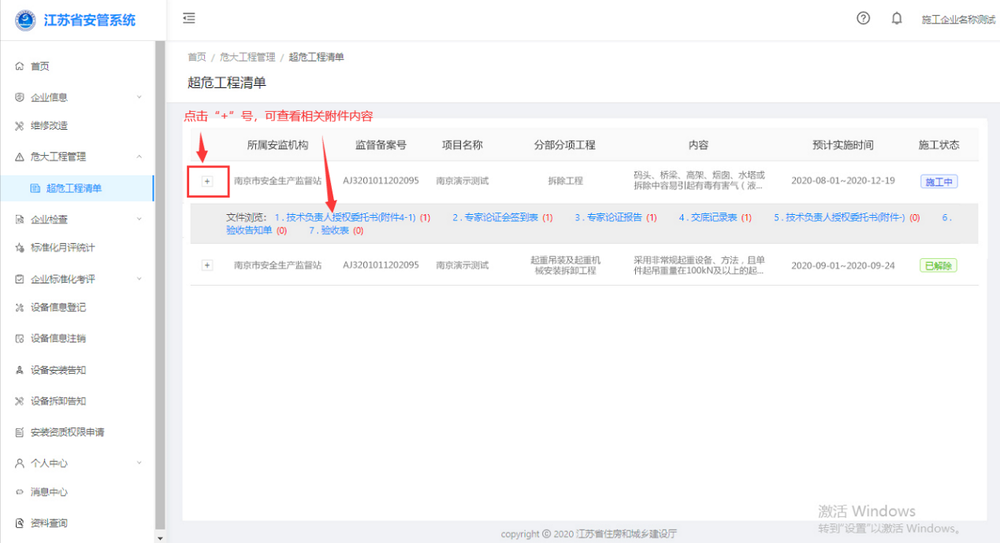 江苏省安管系统
施工企业名称测试
首页
企业信息
维修改造
危大工程管理
超危工程清单
企业检查
标准化月评统计
企业标准化考评
设备信息登记
设备信息注销
设备安装告知
设备拆卸告知
安装资质权限申请
个人中心
消息中心
资料查询
首页 / 危大工程管理 / 超危工程清单
超危工程清单
点击“+”号，可查看相关附件内容
所属安监机构 监督备案号 项目名称 分部分项工程 内容 预计实施时间 施工状态
+ 南京市安全生产监督站 AJ3201011202095 南京演示测试 拆除工程 码头、桥梁、高架、烟囱、水塔或 2020-08-01~2020-12-19 施工中
拆除中容易引起有毒有害气（液...
文件浏览： 1 . 技术负责人授权委托书(附件4-1) (1) 2 . 专家论证会签到表 (1) 3 . 专家论证报告 (1) 4 . 交底记录表 (1) 5 . 技术负责人授权委托书(附件-) (0) 6 .
验收告知单 (0) 7 . 验收表 (0)
+ 南京市安全生产监督站 AJ3201011202095 南京演示测试 起重吊装及起重机 采用非常规起重设备、方法，且单 2020-09-01~2020-09-24 已解除
械安装拆卸工程 件起吊重量在100kN及以上的起...
激活 Windows
转到"设置"以激活 Windows。
copyright © 2020 江苏省住房和城乡建设厅